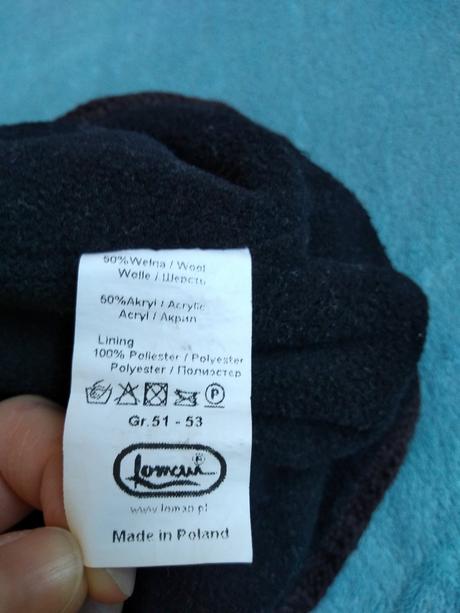 50%Wełna / Wool
Wolle / Шерсть
50%Akryl / Acrylic
Acryl / Акрил
Lining
100% Poliester / Polyester
Polyester / Полиэстер
P
Gr.51 - 53
Loman ®
www.loman.pl
Made in Poland